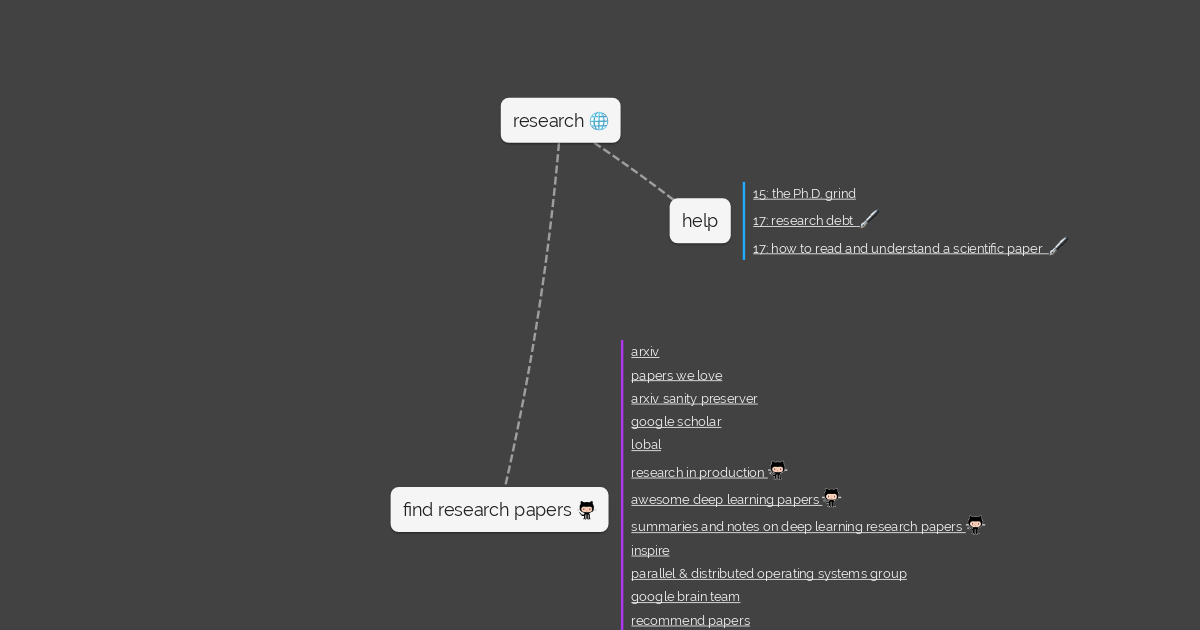 research
help
15: the Ph.D. grind
17: research debt
17: how to read and understand a scientific paper
find research papers
arxiv
papers we love
arxiv sanity preserver
google scholar
lobal
research in production
awesome deep learning papers
summaries and notes on deep learning research papers
inspire
parallel & distributed operating systems group
google brain team
recommend papers